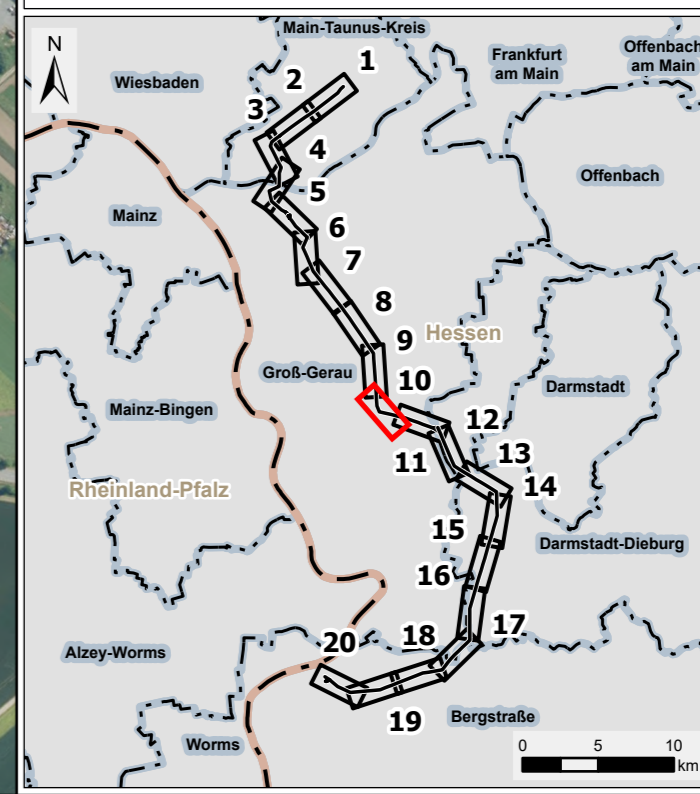 Main-Taunus-Kreis
N
Wiesbaden
Frankfurt
am Main
Offenbach
am Main
1
2
3
4
Offenbach
5
Mainz
6
7
8
Hessen
9
Groß-Gerau
10
Darmstadt
Mainz-Bingen
12
11
13
Rheinland-Pfalz
14
15
Darmstadt-Dieburg
16
17
18
20
Alzey-Worms
19
Bergstraße
Worms
0 5 10
km